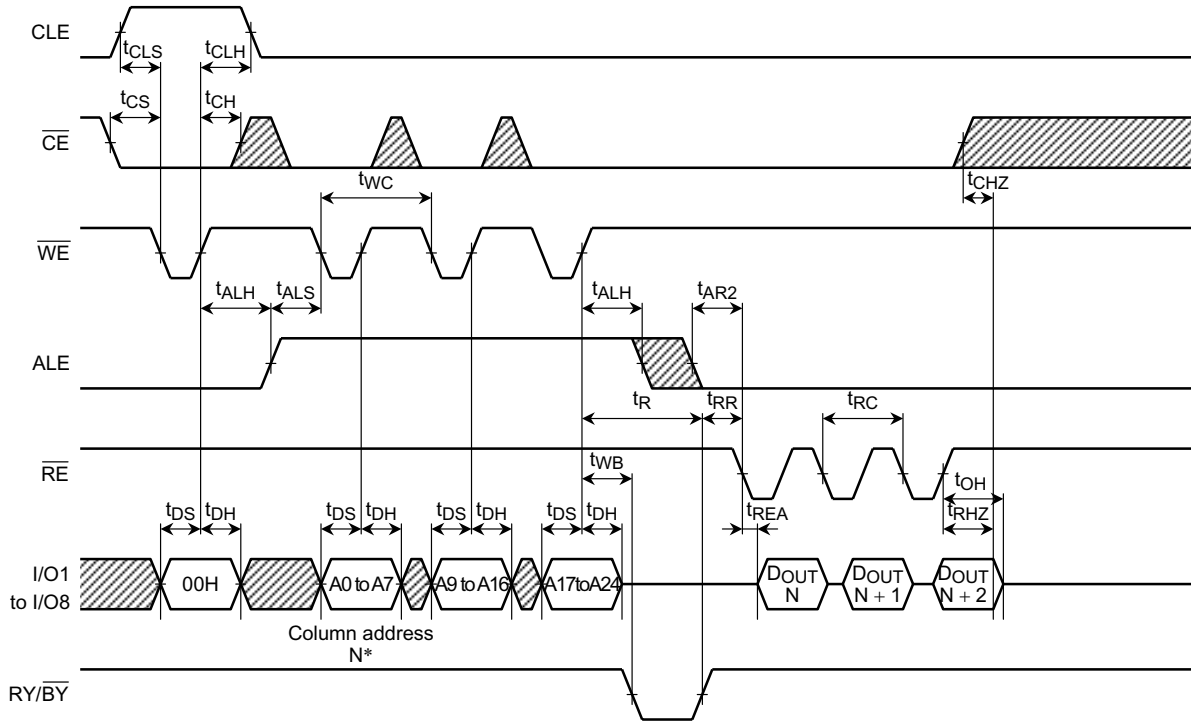 CLE
tCLS
tCLH
tCS
tCH
CE
tWC
tCHZ
WE
tALH
tALS
tALH
tAR2
ALE
tR
tRR
tRC
RE
tWB
tOH
tDS
tDH
tDS
tDH
tDS
tDH
tDS
tDH
tREA
tRHZ
I/O1
to I/O8
00H
A0 to A7
A9 to A16
A17 to A24
DOUT
N
DOUT
N + 1
DOUT
N + 2
Column address
N*
RY/BY